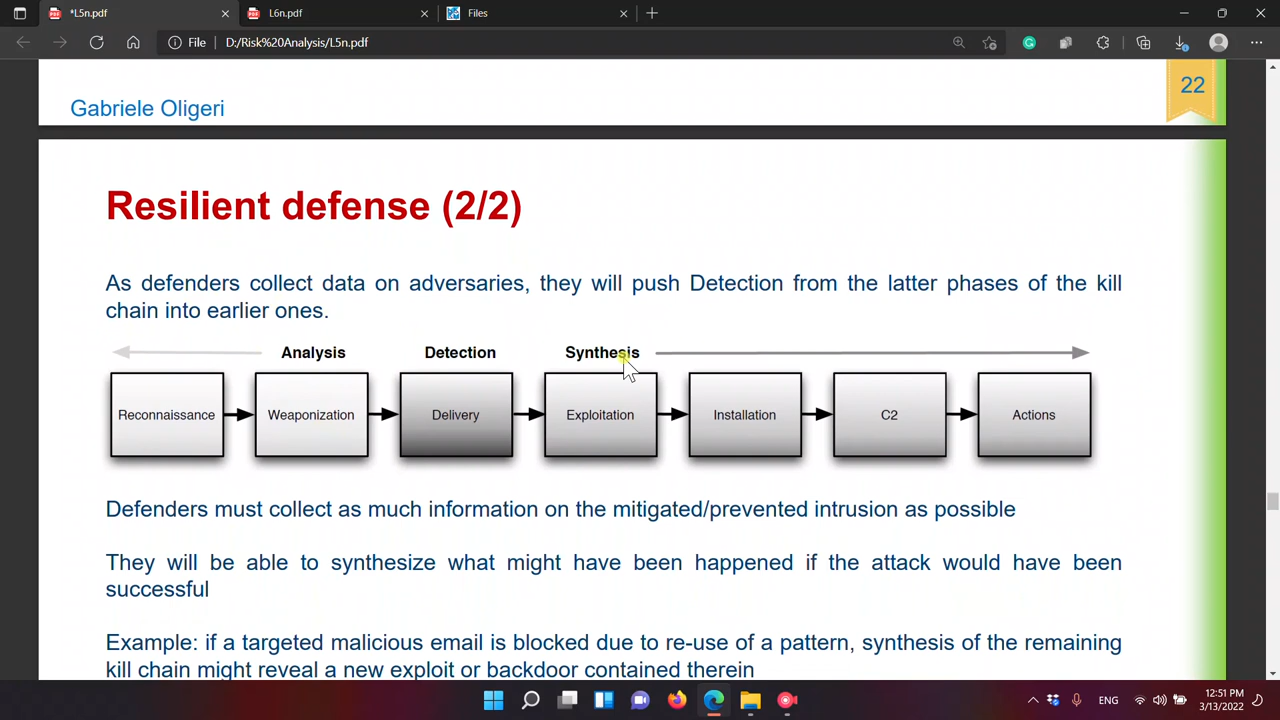 *L5n.pdf
L6n.pdf
Files
File
D:/Risk%20Analysis/L5n.pdf
22
Gabriele Oligeri
Resilient defense (2/2)
As defenders collect data on adversaries, they will push Detection from the latter phases of the kill
chain into earlier ones.
Analysis Detection Synthesis
Reconnaissance Weaponization Delivery Exploitation Installation C2 Actions
Defenders must collect as much information on the mitigated/prevented intrusion as possible
They will be able to synthesize what might have been happened if the attack would have been
successful
Example: if a targeted malicious email is blocked due to re-use of a pattern, synthesis of the remaining
kill chain might reveal a new exploit or backdoor contained therein
ENG
12:51 PM
3/13/2022